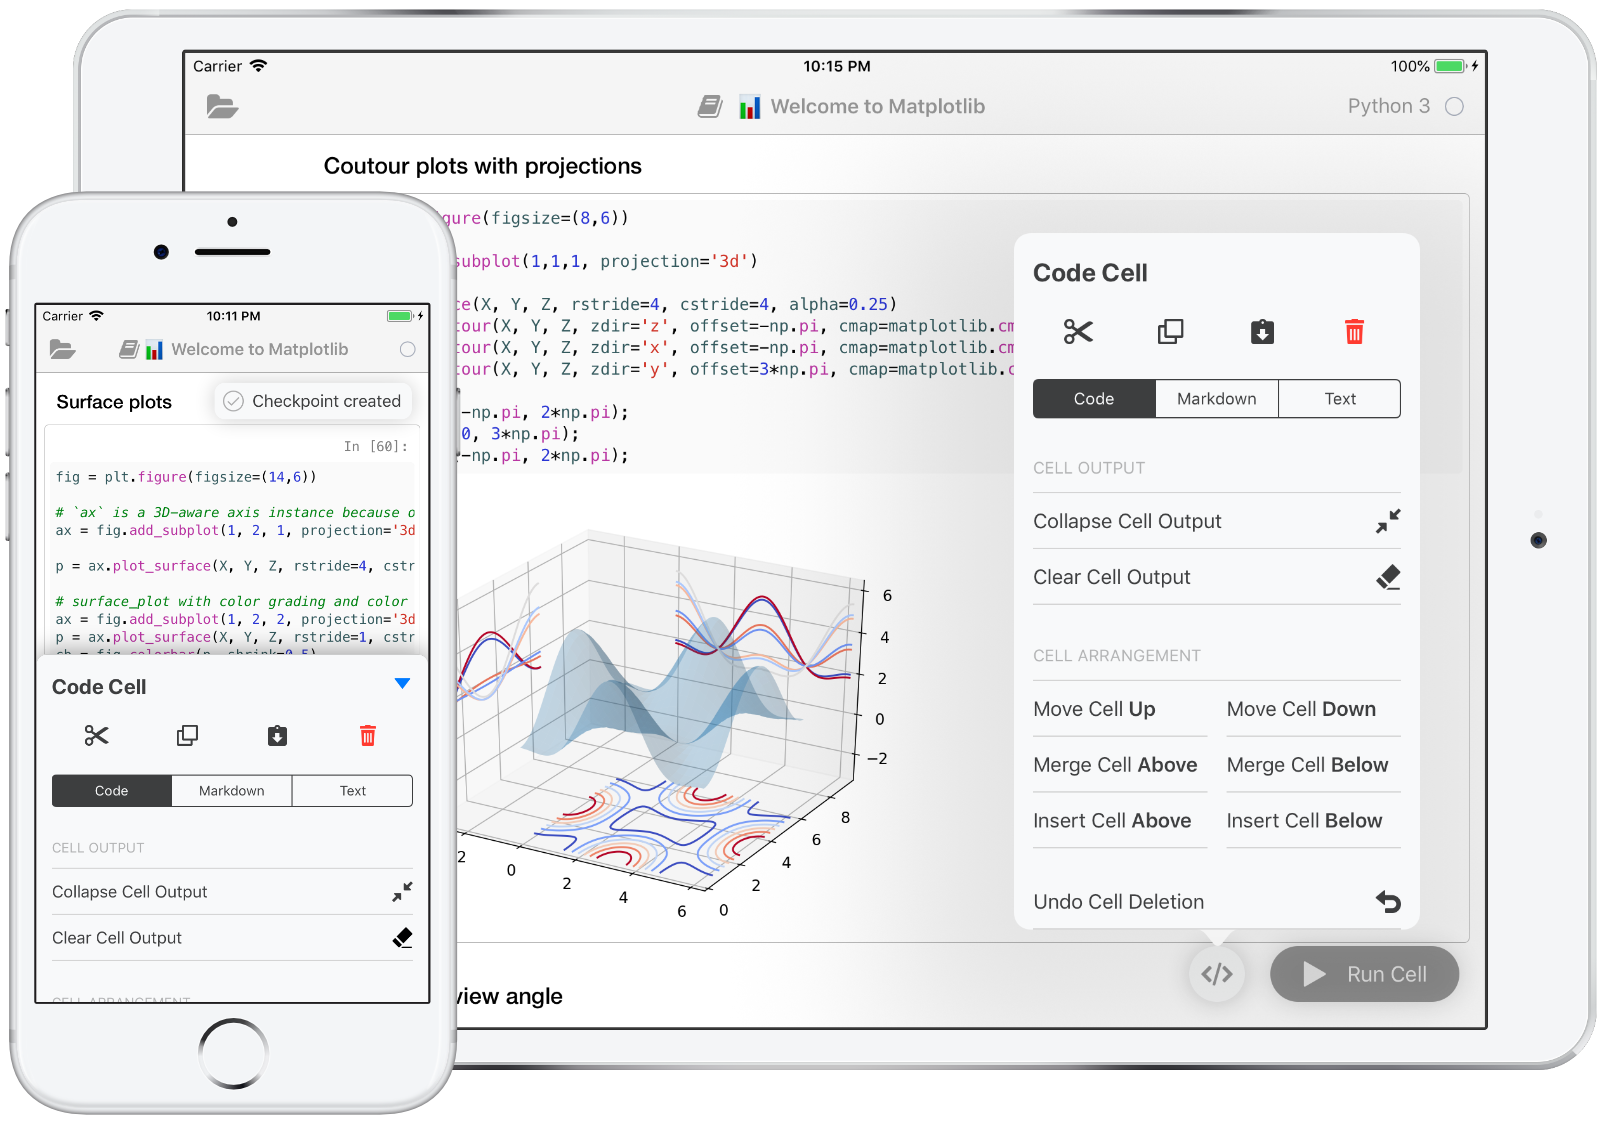 Carrier
10:15 PM
100%
Welcome to Matplotlib
Python 3
Coutour plots with projections
gure(figsize=(8,6))
subplot(1,1,1, projection='3d')
ce(X, Y, Z, rstride=4, cstride=4, alpha=0.25)
tour(X, Y, Z, zdir='z', offset=-np.pi, cmap=matplotlib.cm
tour(X, Y, Z, zdir='x', offset=-np.pi, cmap=matplotlib.cm
tour(X, Y, Z, zdir='y', offset=3*np.pi, cmap=matplotlib.c
-np.pi, 2*np.pi);
0, 3*np.pi);
-np.pi, 2*np.pi);
6
4
2
0
−2
8
6
4
2
0
2
0
2
4
6
view angle
Code Cell
Code
Markdown
Text
CELL OUTPUT
Collapse Cell Output
Clear Cell Output
CELL ARRANGEMENT
Move Cell Up
Move Cell Down
Merge Cell Above
Merge Cell Below
Insert Cell Above
Insert Cell Below
Undo Cell Deletion
</>
Run Cell
Carrier
10:11 PM
Welcome to Matplotlib
Surface plots
Checkpoint created
In [60]:
fig = plt.figure(figsize=(14,6))
# `ax` is a 3D-aware axis instance because o
ax = fig.add_subplot(1, 2, 1, projection='3d
p = ax.plot_surface(X, Y, Z, rstride=4, cstr
# surface_plot with color grading and color
ax = fig.add_subplot(1, 2, 2, projection='3d
p = ax.plot_surface(X, Y, Z, rstride=1, cstr
cb = fig.colorbar(p, shrink=0.5)
Code Cell
Code
Markdown
Text
CELL OUTPUT
Collapse Cell Output
Clear Cell Output
CELL ARRANGEMENT